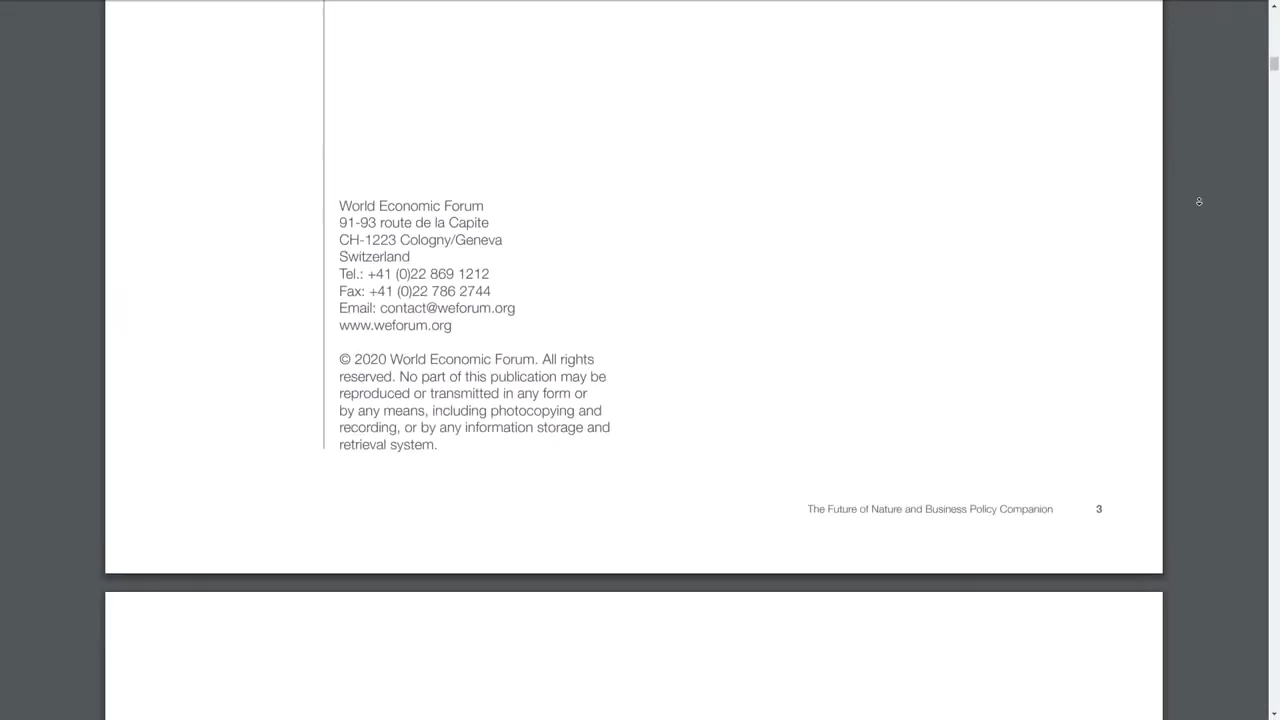 World Economic Forum
91-93 route de la Capite
CH-1223 Cologny/Geneva
Switzerland
Tel.: +41 (0)22 869 1212
Fax: +41 (0)22 786 2744
Email: contact@weforum.org
www.weforum.org
© 2020 World Economic Forum. All rights
reserved. No part of this publication may be
reproduced or transmitted in any form or
by any means, including photocopying and
recording, or by any information storage and
retrieval system.
The Future of Nature and Business Policy Companion 3